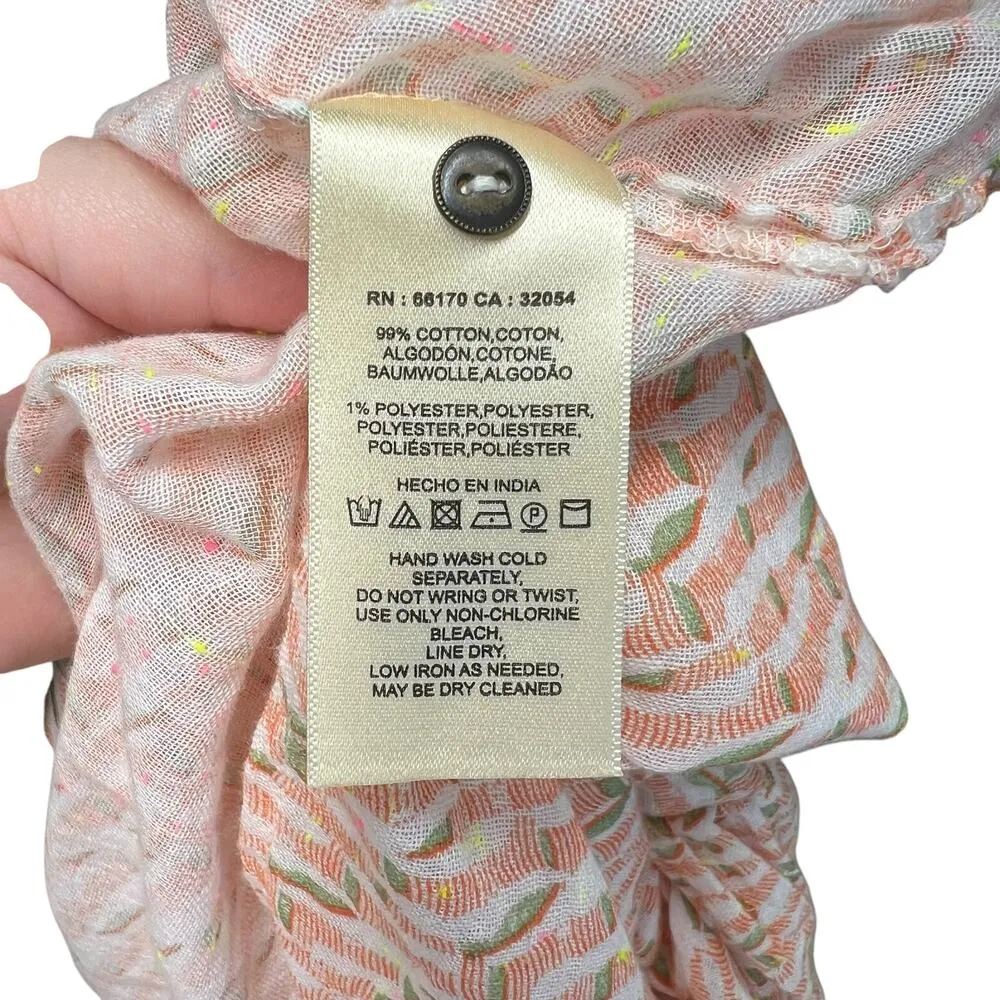 RN : 66170 CA : 32054
99% COTTON,COTON,
ALGODÓN,COTONE,
BAUMWOLLE,ALGODÃO
1% POLYESTER,POLYESTER,
POLYESTER,POLIESTERE,
POLIÉSTER,POLIÉSTER
HECHO EN INDIA
P
HAND WASH COLD
SEPARATELY,
DO NOT WRING OR TWIST,
USE ONLY NON-CHLORINE
BLEACH,
LINE DRY,
LOW IRON AS NEEDED,
MAY BE DRY CLEANED